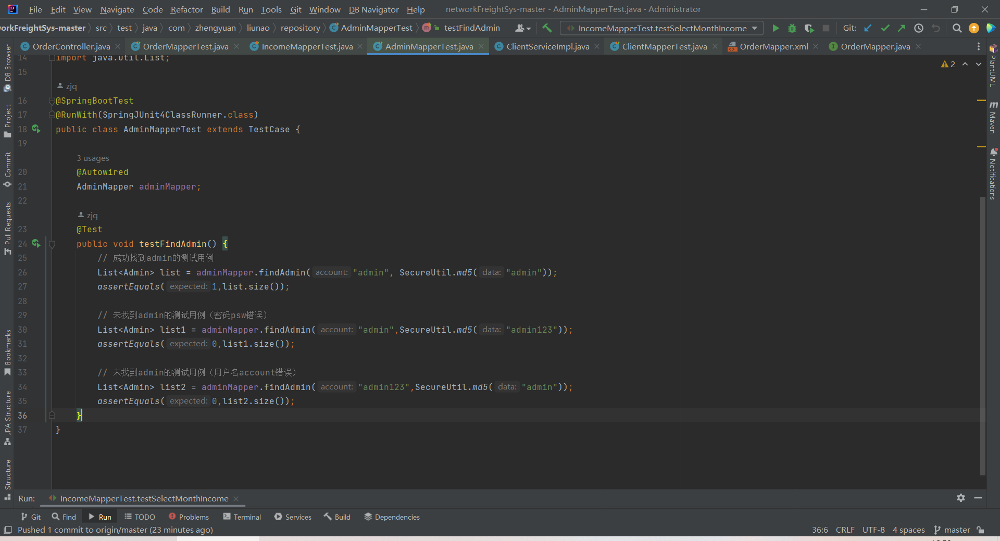 File Edit View Navigate Code Refactor Build Run Tools Git Window DB Navigator Help networkFreightSys-master - AdminMapperTest.java - Administrator
workFreightSys-master src test java com zhengyuan liunao repository AdminMapperTest testFindAdmin IncomeMapperTest.testSelectMonthIncome Git:
OrderController.java OrderMapperTest.java IncomeMapperTest.java AdminMapperTest.java ClientServiceImpl.java ClientMapperTest.java OrderMapper.xml OrderMapper.java
DB Browser
Project
Commit
Pull Requests
Bookmarks
JPA Structure
Structure
PlantUML
Maven
Notifications
2
14 import java.util.List;
15
zjq
16 @SpringBootTest
17 @RunWith(SpringJUnit4ClassRunner.class)
18 public class AdminMapperTest extends TestCase {
19
3 usages
20 @Autowired
21 AdminMapper adminMapper;
22
zjq
23 @Test
24 public void testFindAdmin() {
25 // 成功找到admin的测试用例
26 List<Admin> list = adminMapper.findAdmin( account: "admin", SecureUtil.md5( data: "admin"));
27 assertEquals( expected: 1,list.size());
28
29 // 未找到admin的测试用例（密码psw错误）
30 List<Admin> list1 = adminMapper.findAdmin( account: "admin",SecureUtil.md5( data: "admin123"));
31 assertEquals( expected: 0,list1.size());
32
33 // 未找到admin的测试用例（用户名account错误）
34 List<Admin> list2 = adminMapper.findAdmin( account: "admin123",SecureUtil.md5( data: "admin"));
35 assertEquals( expected: 0,list2.size());
36 }
37 }
Run: IncomeMapperTest.testSelectMonthIncome
Git Find Run TODO Problems Terminal Services Build Dependencies
Pushed 1 commit to origin/master (23 minutes ago) 36:6 CRLF UTF-8 4 spaces master